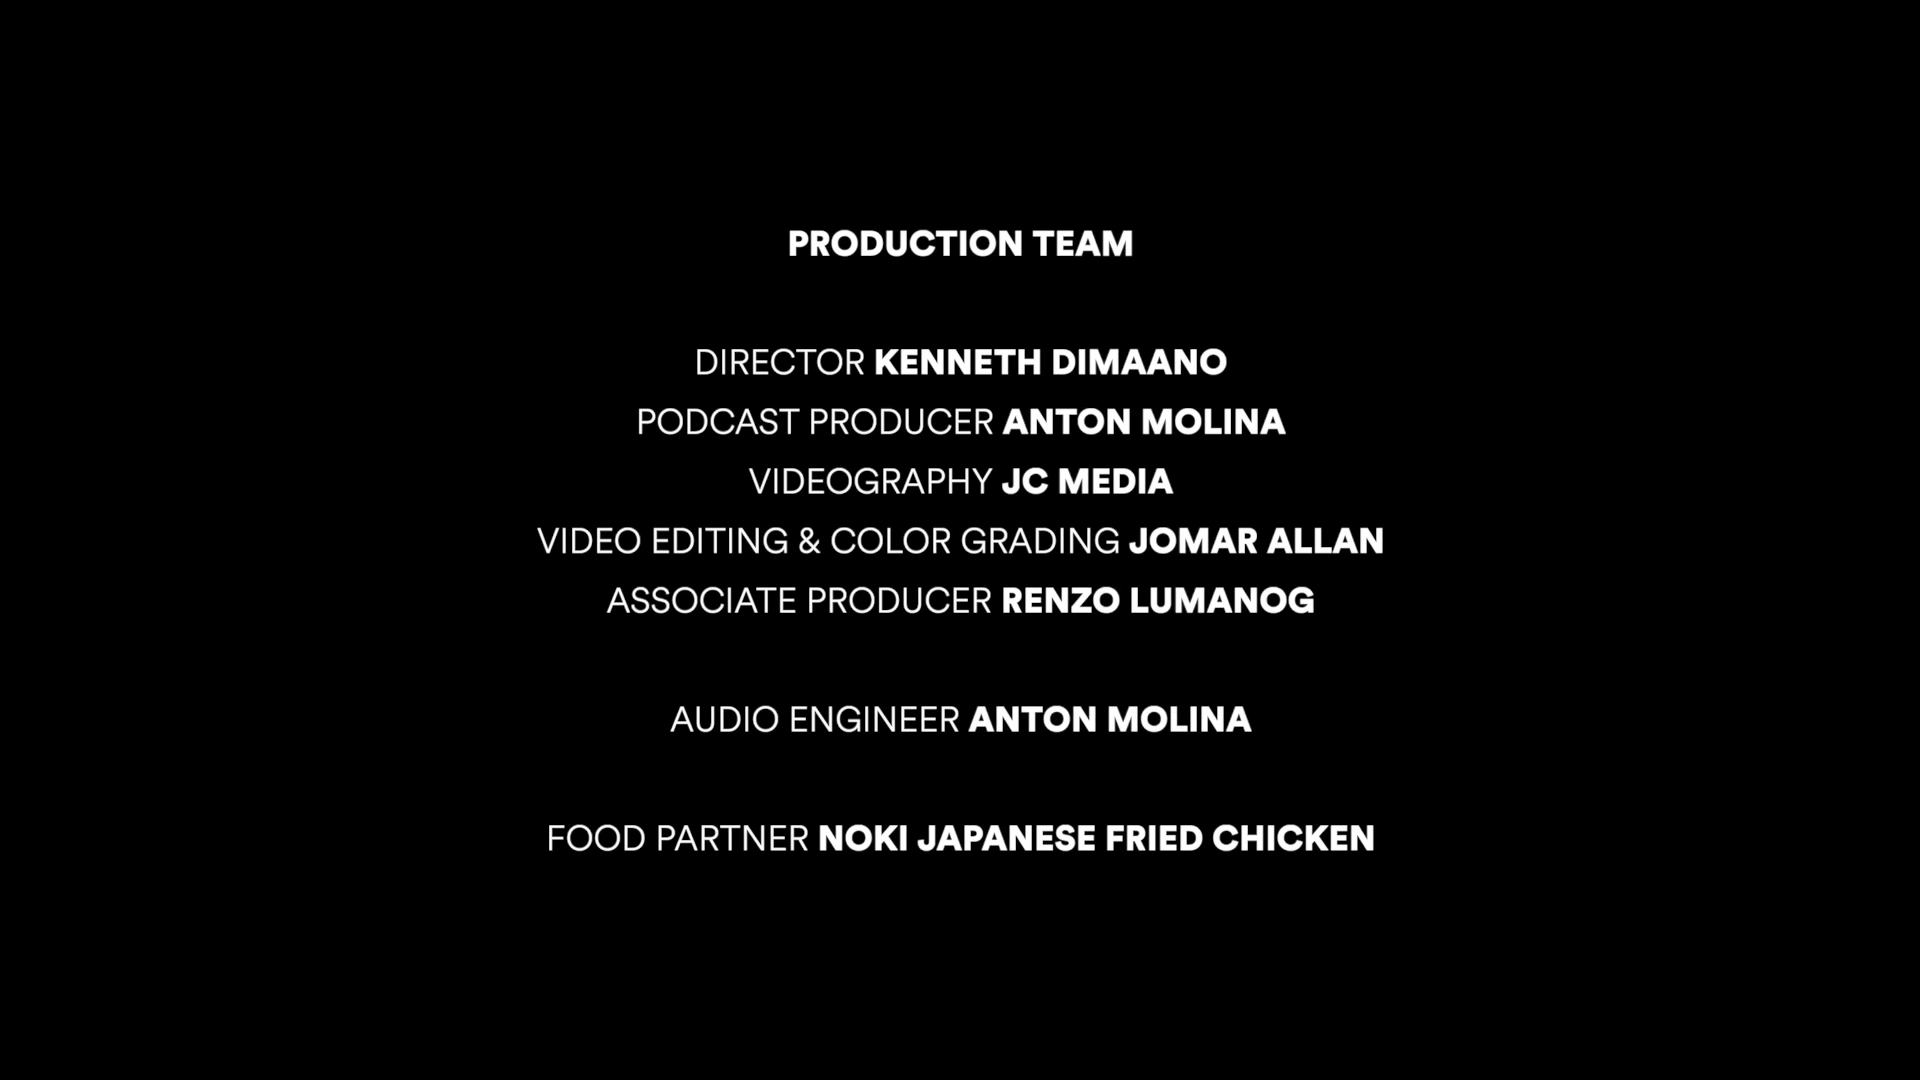 PRODUCTION TEAM
DIRECTOR KENNETH DIMAANO
PODCAST PRODUCER ANTON MOLINA
VIDEOGRAPHY JC MEDIA
VIDEO EDITING & COLOR GRADING JOMAR ALLAN
ASSOCIATE PRODUCER RENZO LUMANOG
AUDIO ENGINEER ANTON MOLINA
FOOD PARTNER NOKI JAPANESE FRIED CHICKEN